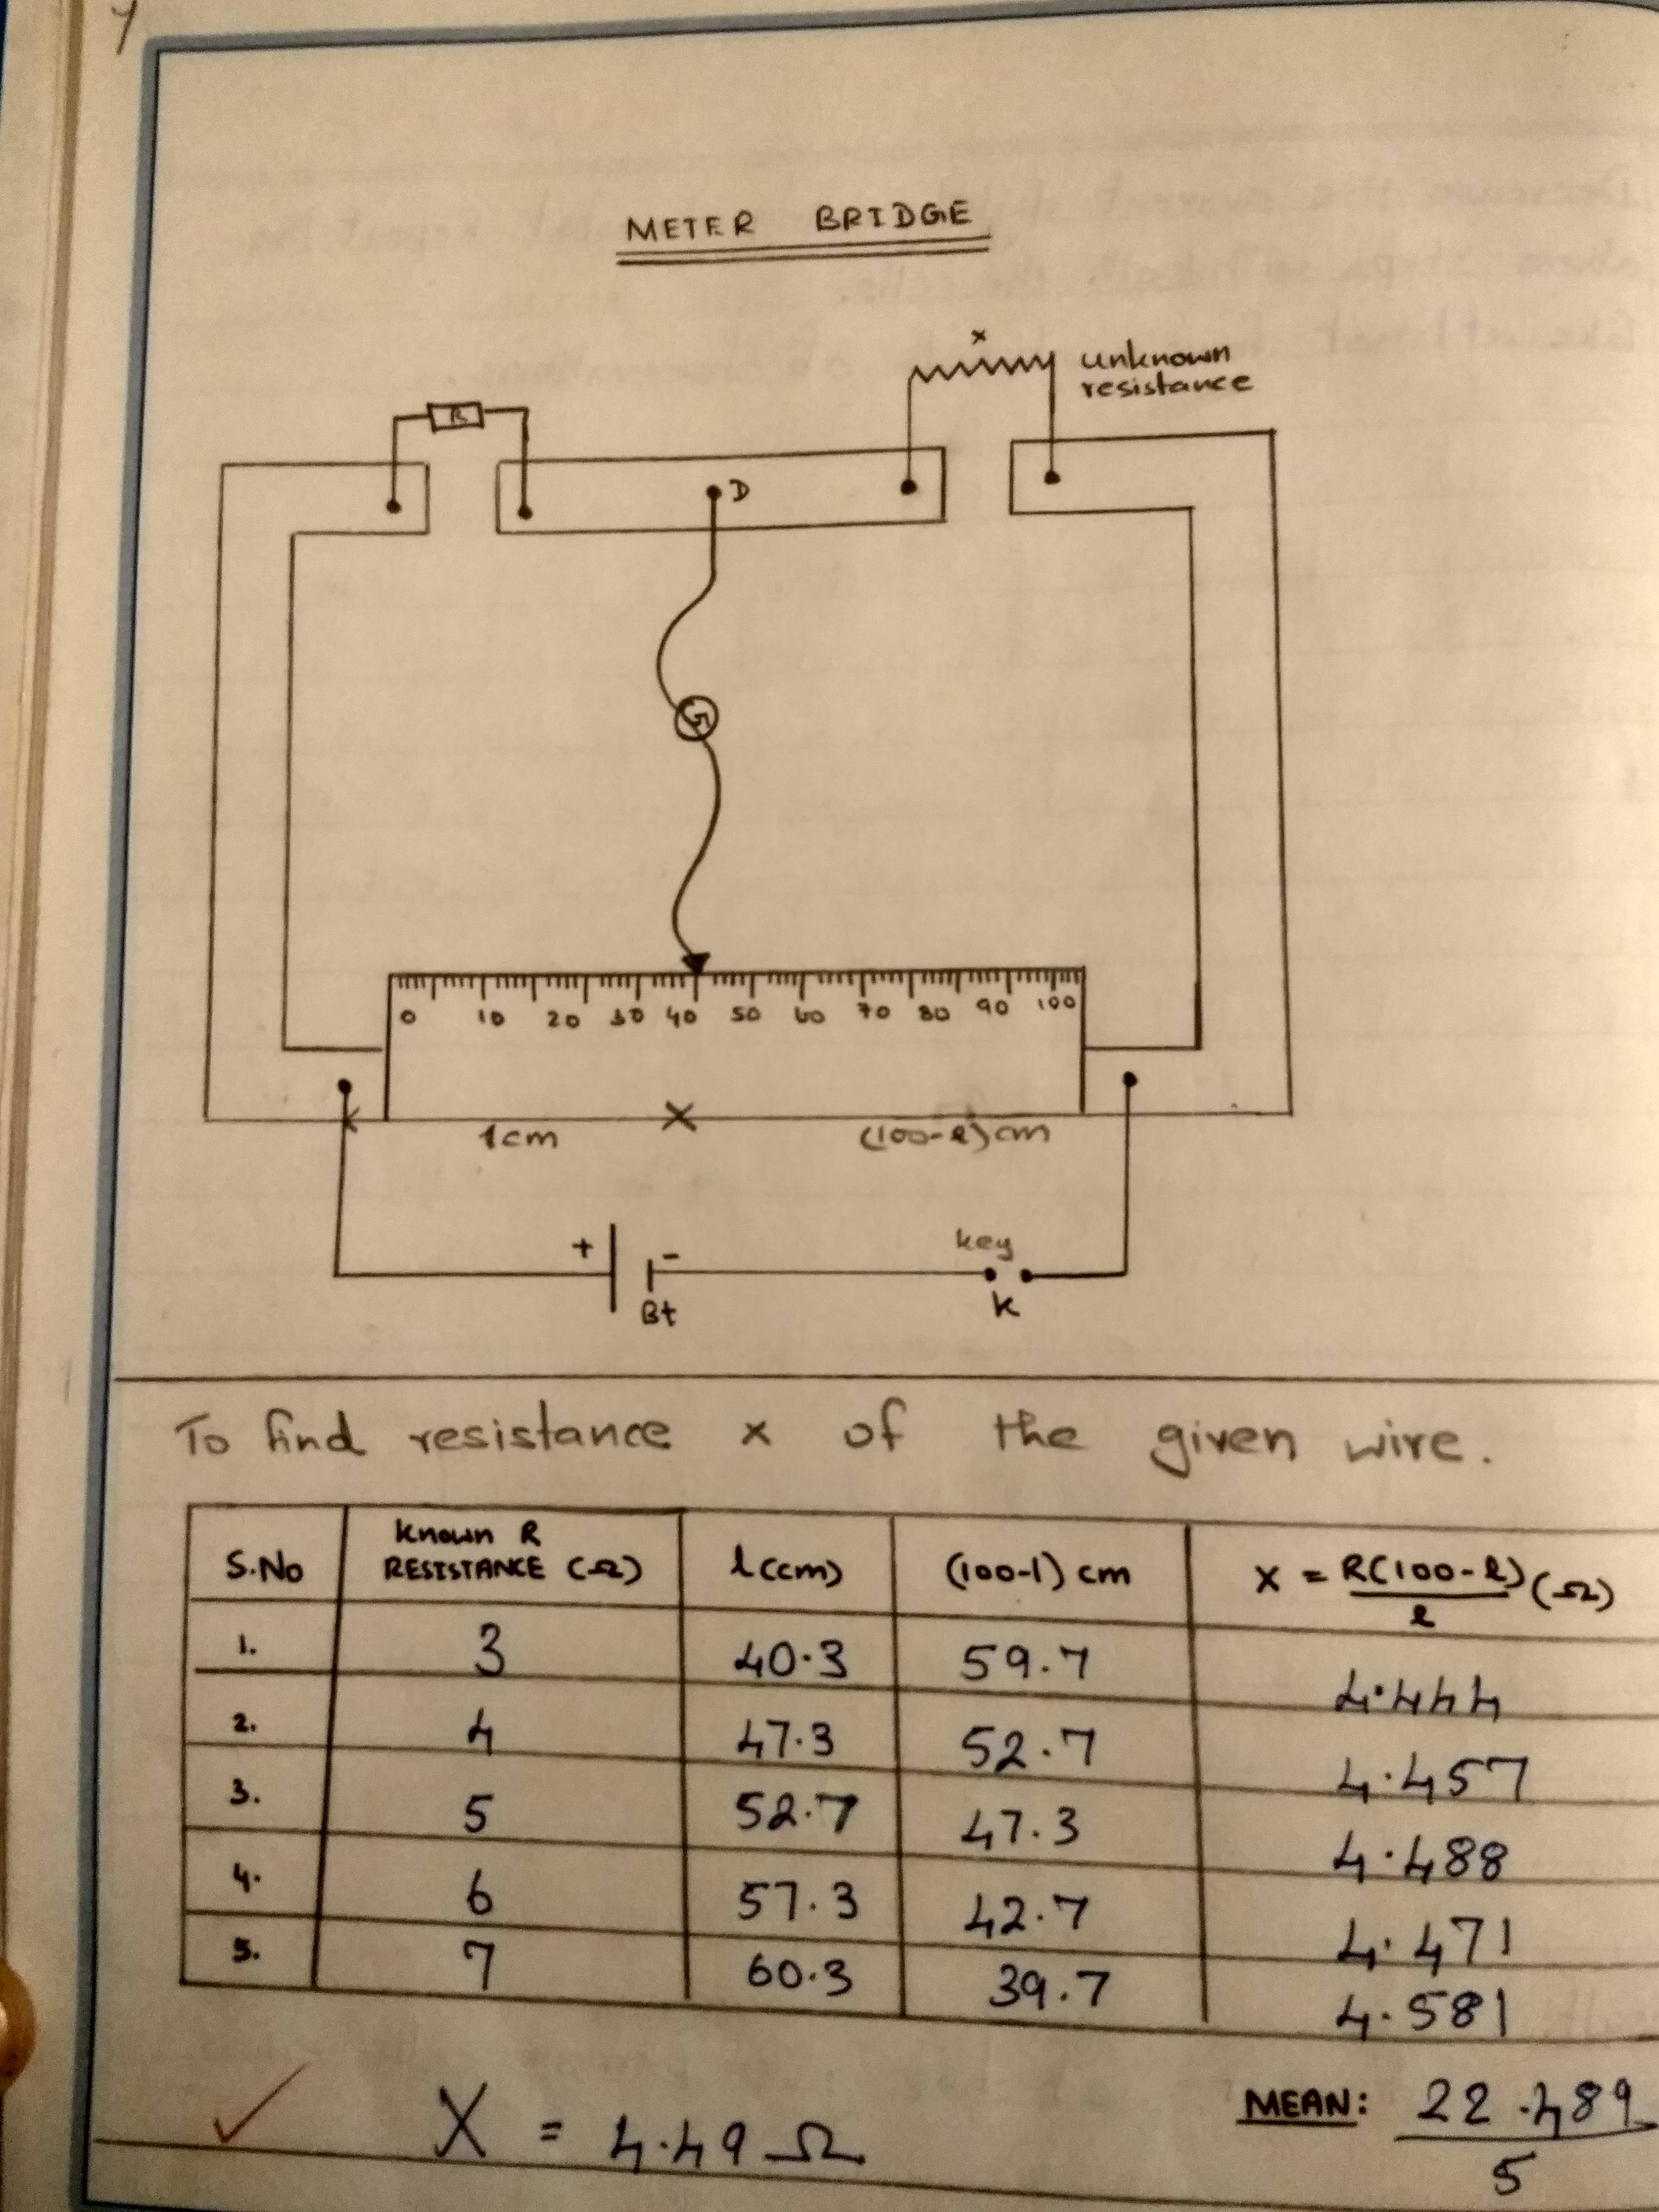 METER BRIDGE
x
unknown
resistance
R
D
G
0 10 20 30 40 50 60 70 80 90 100
1cm
(100-l)cm
+
-
key
Bt
K
To find resistance x of the given wire.
S.No Known R RESISTANCE (Ω) l(cm) (100-l) cm X = R(100-l)/l (Ω)
1. 3 40.3 59.7 4.444
2. 4 47.3 52.7 4.457
3. 5 52.7 47.3 4.488
4. 6 57.3 42.7 4.471
5. 7 60.3 39.7 4.581
X = 4.49 Ω
MEAN: 22.489/5